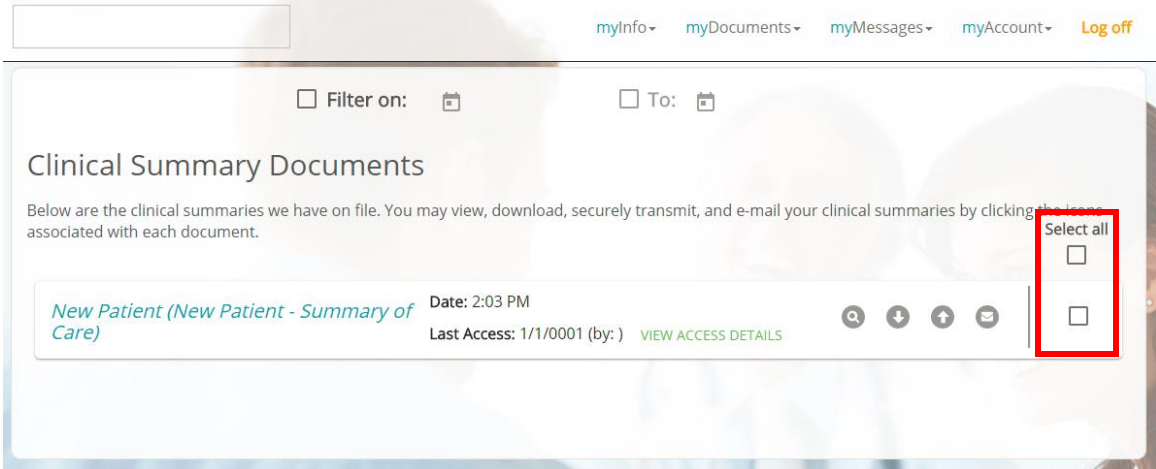 myInfo myDocuments myMessages myAccount Log off
Filter on: To:
Clinical Summary Documents
Below are the clinical summaries we have on file. You may view, download, securely transmit, and e-mail your clinical summaries by clicking the icons
associated with each document.
Select all
New Patient (New Patient - Summary of
Care)
Date: 2:03 PM
Last Access: 1/1/0001 (by: ) VIEW ACCESS DETAILS